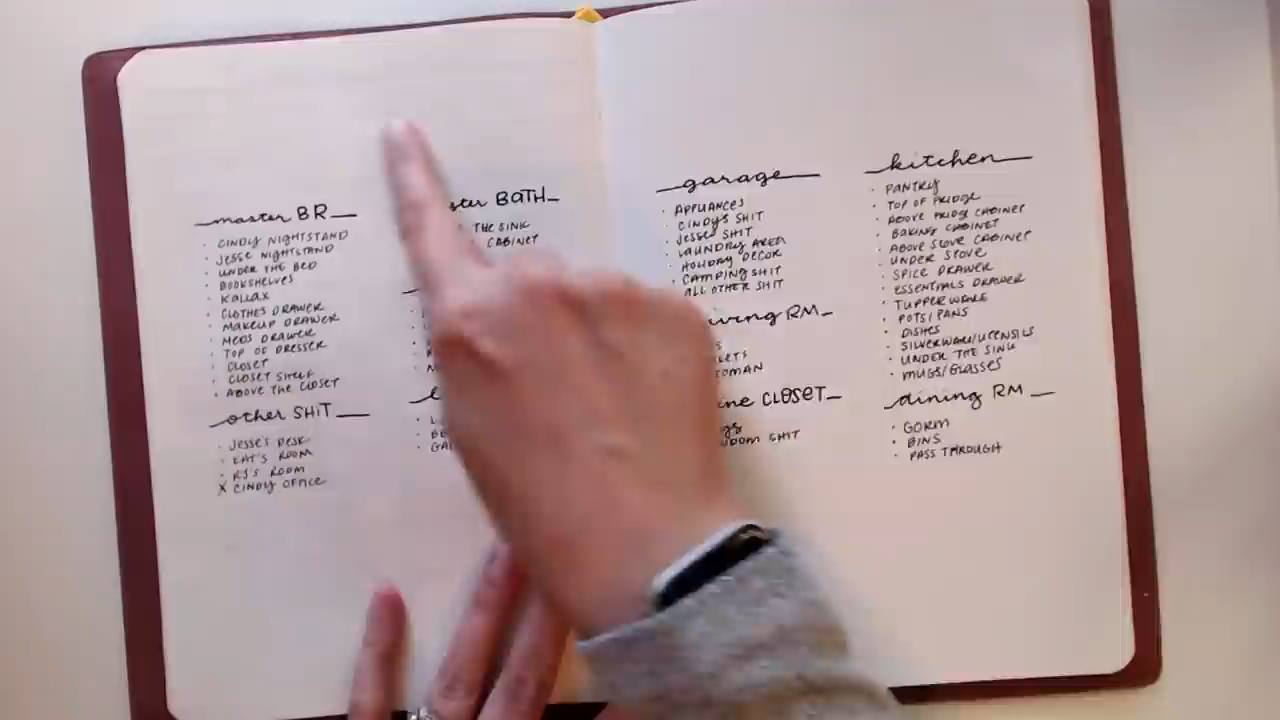 master BR
· CINDY NIGHTSTAND
· JESSE NIGHTSTAND
· UNDER THE BED
· BOOKSHELVES
· KALLAX
· CLOTHES DRAWER
· MAKEUP DRAWER
· MEDS DRAWER
· TOP OF DRESSER
· CLOSET
· CLOSET SHELF
· ABOVE THE CLOSET
other SHIT
· JESSE'S DESK
· KAT'S ROOM
· RJ'S ROOM
X CINDY OFFICE
BATH
THE SINK
CABINET
garage
· APPLIANCES
· CINDY'S SHIT
· JESSE SHIT
· LAUNDRY AREA
· HOLIDAY DECOR
· CAMPING SHIT
ALL OTHER SHIT
RM
CLOSET
SHIT
kitchen
· PANTRY
· TOP OF FRIDGE
· ABOVE FRIDGE CABINET
· BAKING CABINET
· ABOVE STOVE CABINET
· UNDER STOVE
· SPICE DRAWER
· ESSENTIALS DRAWER
· TUPPERWARE
· POTS/PANS
· DISHES
· SILVERWARE/UTENSILS
· UNDER THE SINK
· MUGS/GLASSES
dining RM
· GORM
· BINS
· PASS THROUGH